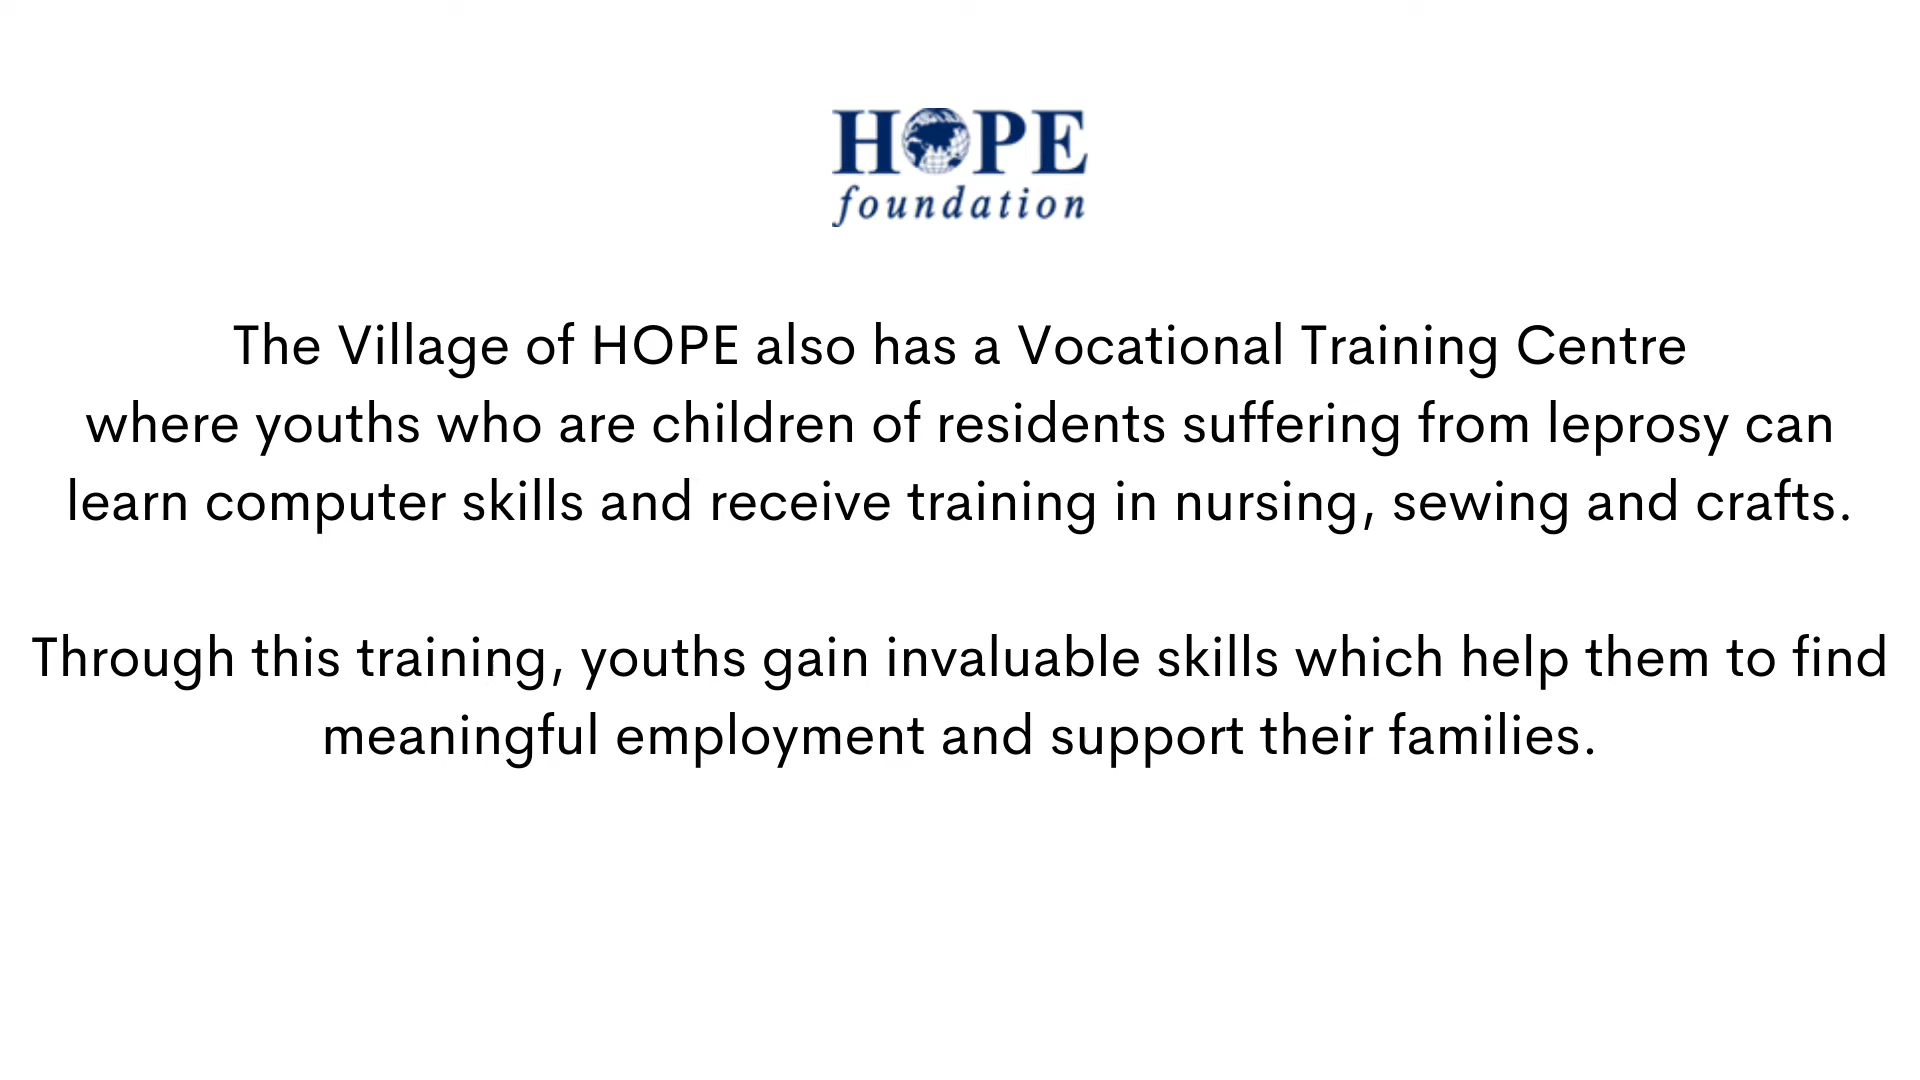 HOPE
foundation
The Village of HOPE also has a Vocational Training Centre
where youths who are children of residents suffering from leprosy can
learn computer skills and receive training in nursing, sewing and crafts.
Through this training, youths gain invaluable skills which help them to find
meaningful employment and support their families.